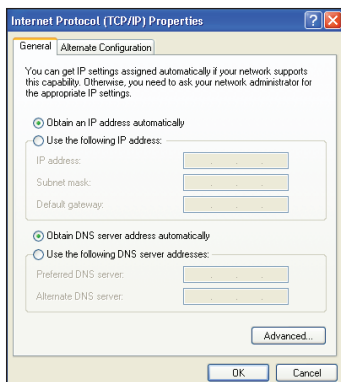 Internet Protocol (TCP/IP) Properties
General Alternate Configuration
You can get IP settings assigned automatically if your network supports
this capability. Otherwise, you need to ask your network administrator for
the appropriate IP settings.
Obtain an IP address automatically
Use the following IP address:
IP address:
Subnet mask:
Default gateway:
Obtain DNS server address automatically
Use the following DNS server addresses:
Preferred DNS server:
Alternate DNS server:
Advanced...
OK Cancel